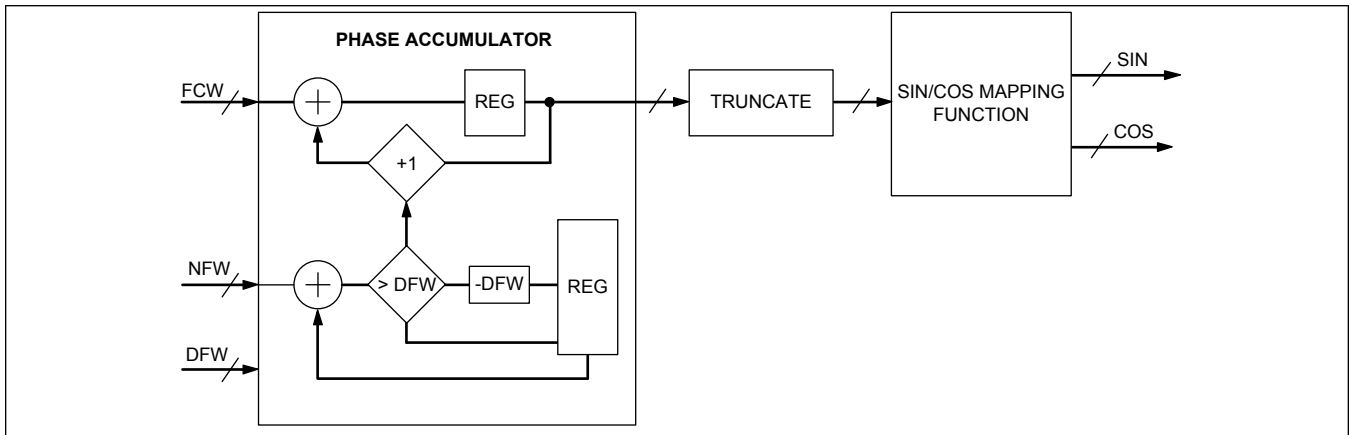 PHASE ACCUMULATOR
FCW
REG
+1
NFW
> DFW
-DFW
REG
DFW
TRUNCATE
SIN/COS MAPPING
FUNCTION
SIN
COS